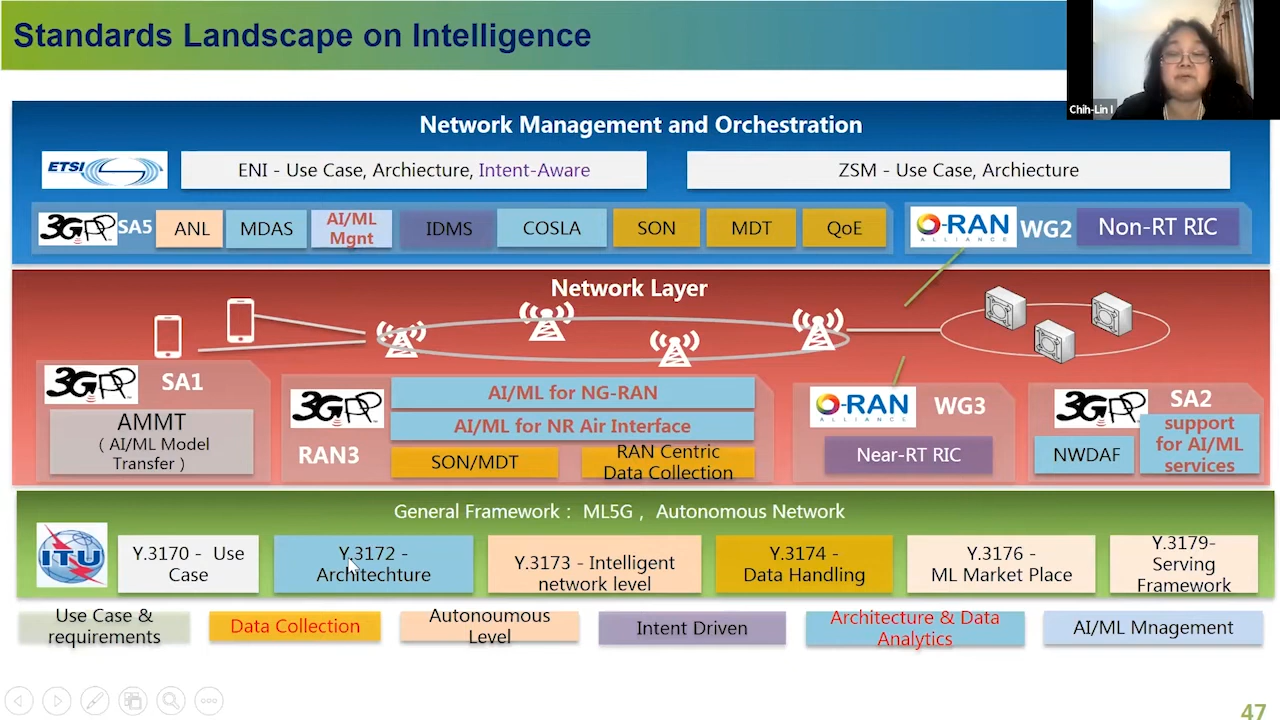 Standards Landscape on Intelligence
Chih-Lin I
Network Management and Orchestration
ETSI
ENI - Use Case, Archiecture, Intent-Aware
ZSM - Use Case, Archiecture
3GPP
SA5
ANL
MDAS
AI/ML
Mgnt
IDMS
COSLA
SON
MDT
QoE
O-RAN
ALLIANCE
WG2
Non-RT RIC
Network Layer
3GPP
SA1
AMMT
( AI/ML Model
Transfer )
3GPP
RAN3
AI/ML for NG-RAN
AI/ML for NR Air Interface
SON/MDT
RAN Centric
Data Collection
O-RAN
ALLIANCE
WG3
Near-RT RIC
3GPP
SA2
NWDAF
support
for AI/ML
services
General Framework : ML5G , Autonomous Network
ITU
Y.3170 - Use
Case
Y.3172 -
Architechture
Y.3173 - Intelligent
network level
Y.3174 -
Data Handling
Y.3176 -
ML Market Place
Y.3179-
Serving
Framework
Use Case &
requirements
Data Collection
Autonoumous
Level
Intent Driven
Architecture & Data
Analytics
AI/ML Mnagement
47